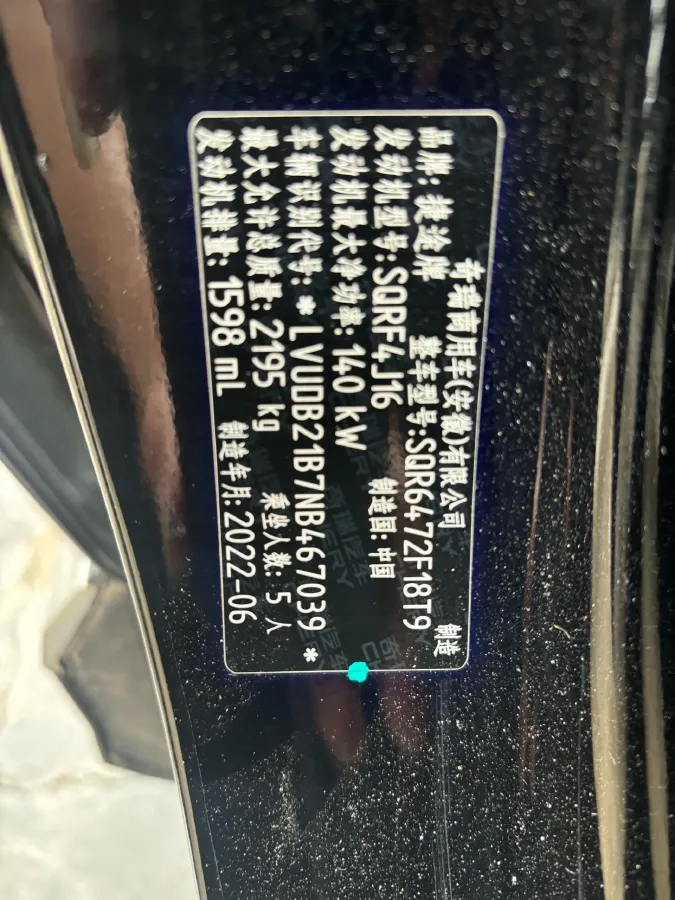 奇瑞商用车(安徽)有限公司 制造
品牌: 捷途牌 整车型号:SQR6472F18T9
发动机型号:SQRF4J16 制造国: 中国
发动机最大净功率: 140 kW
车辆识别代号: * LVUDB21B7NB467039 *
最大允许总质量: 2195 kg 乘坐人数: 5 人
发动机排量: 1598 mL 制造年月: 2022-06